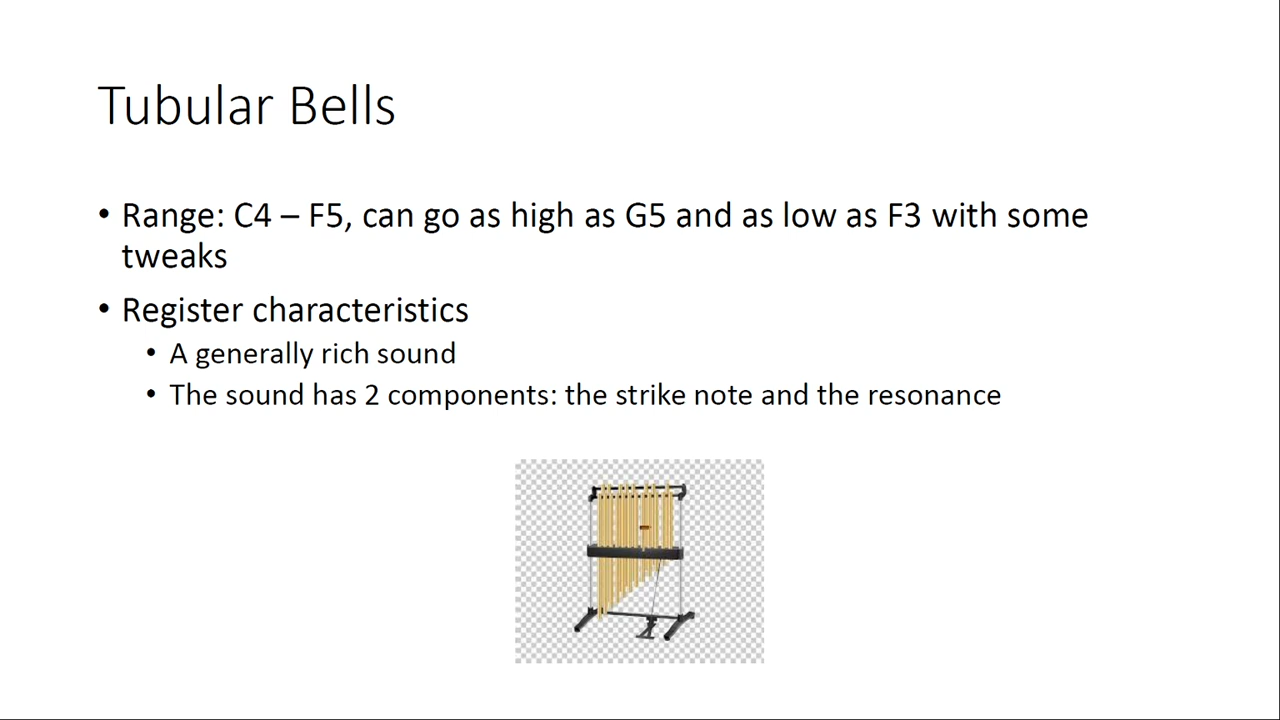 Tubular Bells
• Range: C4 – F5, can go as high as G5 and as low as F3 with some
tweaks
• Register characteristics
• A generally rich sound
• The sound has 2 components: the strike note and the resonance